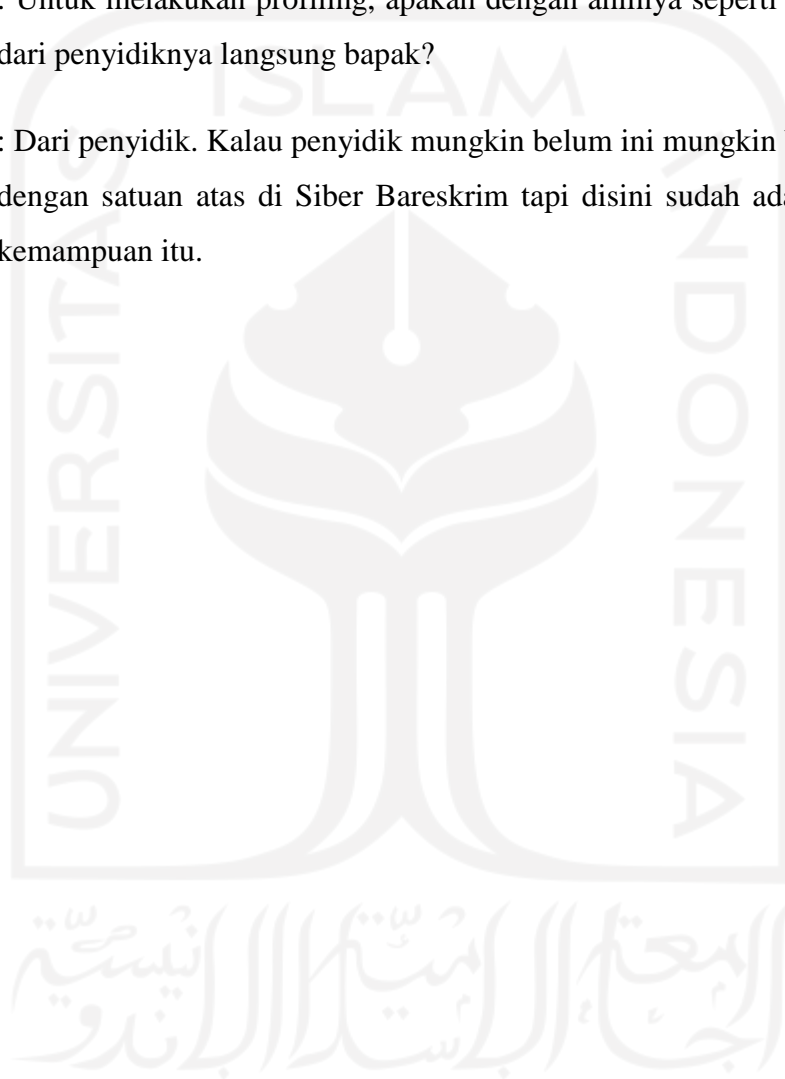 : Untuk melakukan profiling, apakah dengan ahlinya seperti
dari penyidiknya langsung bapak?
: Dari penyidik. Kalau penyidik mungkin belum ini mungkin
dengan satuan atas di Siber Bareskrim tapi disini sudah ada
kemampuan itu.
ISLAM
UNIVERSITAS
INDONESIA